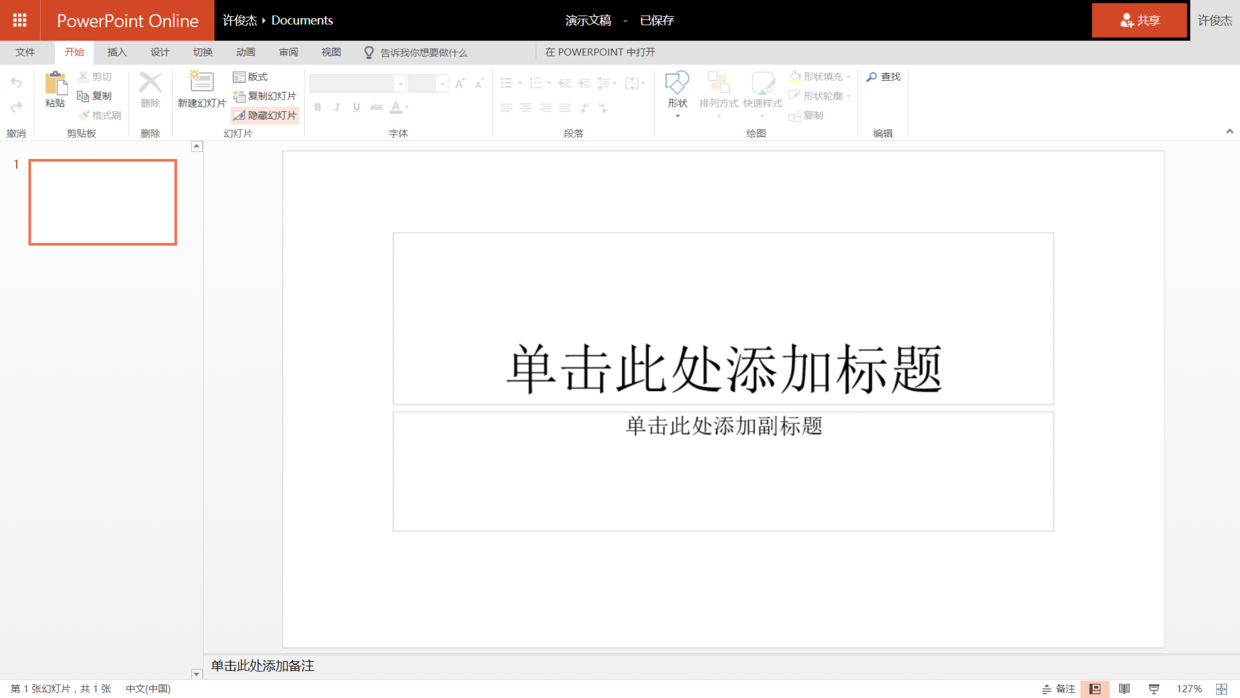 PowerPoint Online 许俊杰 Documents 演示文稿 - 已保存 共享 许俊杰
文件 开始 插入 设计 切换 动画 审阅 视图 告诉我你想要做什么 在 POWERPOINT 中打开
剪切 版式 形状填充 查找
粘贴 复制 删除 新建幻灯片 复制幻灯片 形状 排列方式 快速样式 形状轮廓
格式刷 隐藏幻灯片 B I U abc A 复制
撤消 剪贴板 删除 幻灯片 字体 段落 绘图 编辑
1
单击此处添加标题
单击此处添加副标题
单击此处添加备注
第 1 张幻灯片，共 1 张 中文(中国) 备注 127%